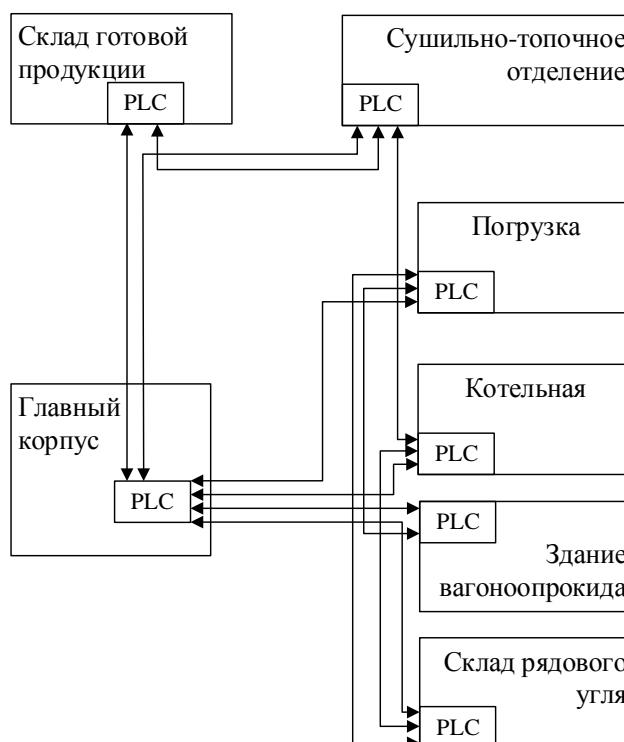 Склад готовой
продукции
PLC
Сушильно-топочное
отделение
PLC
Погрузка
PLC
Котельная
PLC
Главный
корпус
PLC
PLC
Здание
вагоноопрокида
Склад рядового
угля
PLC